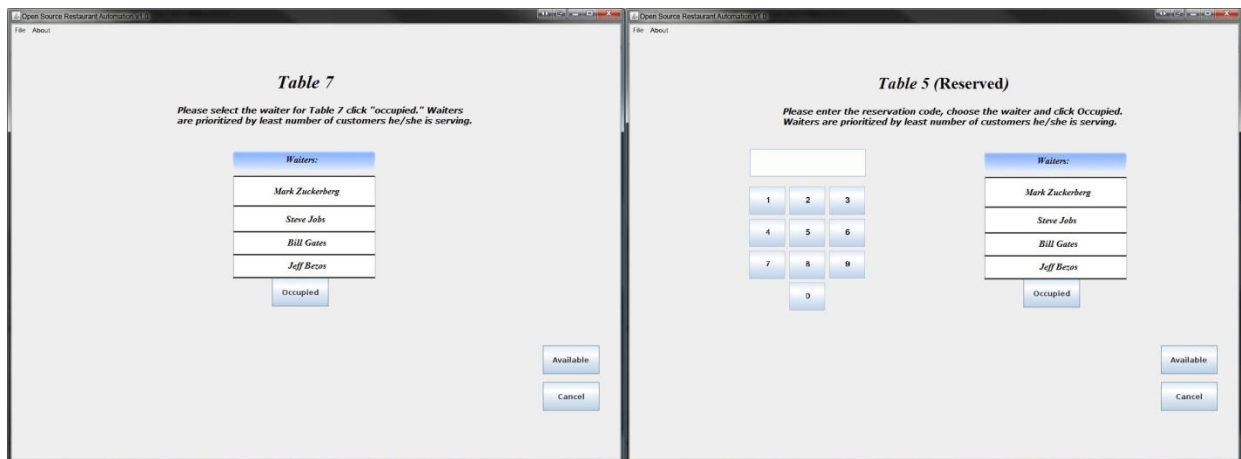 Open Source Restaurant Automation v1.0
File About
Table 7
Please select the waiter for Table 7 click "occupied." Waiters
are prioritized by least number of customers he/she is serving.
Waiters:
Mark Zuckerberg
Steve Jobs
Bill Gates
Jeff Bezos
Occupied
Available
Cancel
Open Source Restaurant Automation v1.0
File About
Table 5 (Reserved)
Please enter the reservation code, choose the waiter and click Occupied.
Waiters are prioritized by least number of customers he/she is serving.
1 2 3
4 5 6
7 8 9
0
Waiters:
Mark Zuckerberg
Steve Jobs
Bill Gates
Jeff Bezos
Occupied
Available
Cancel